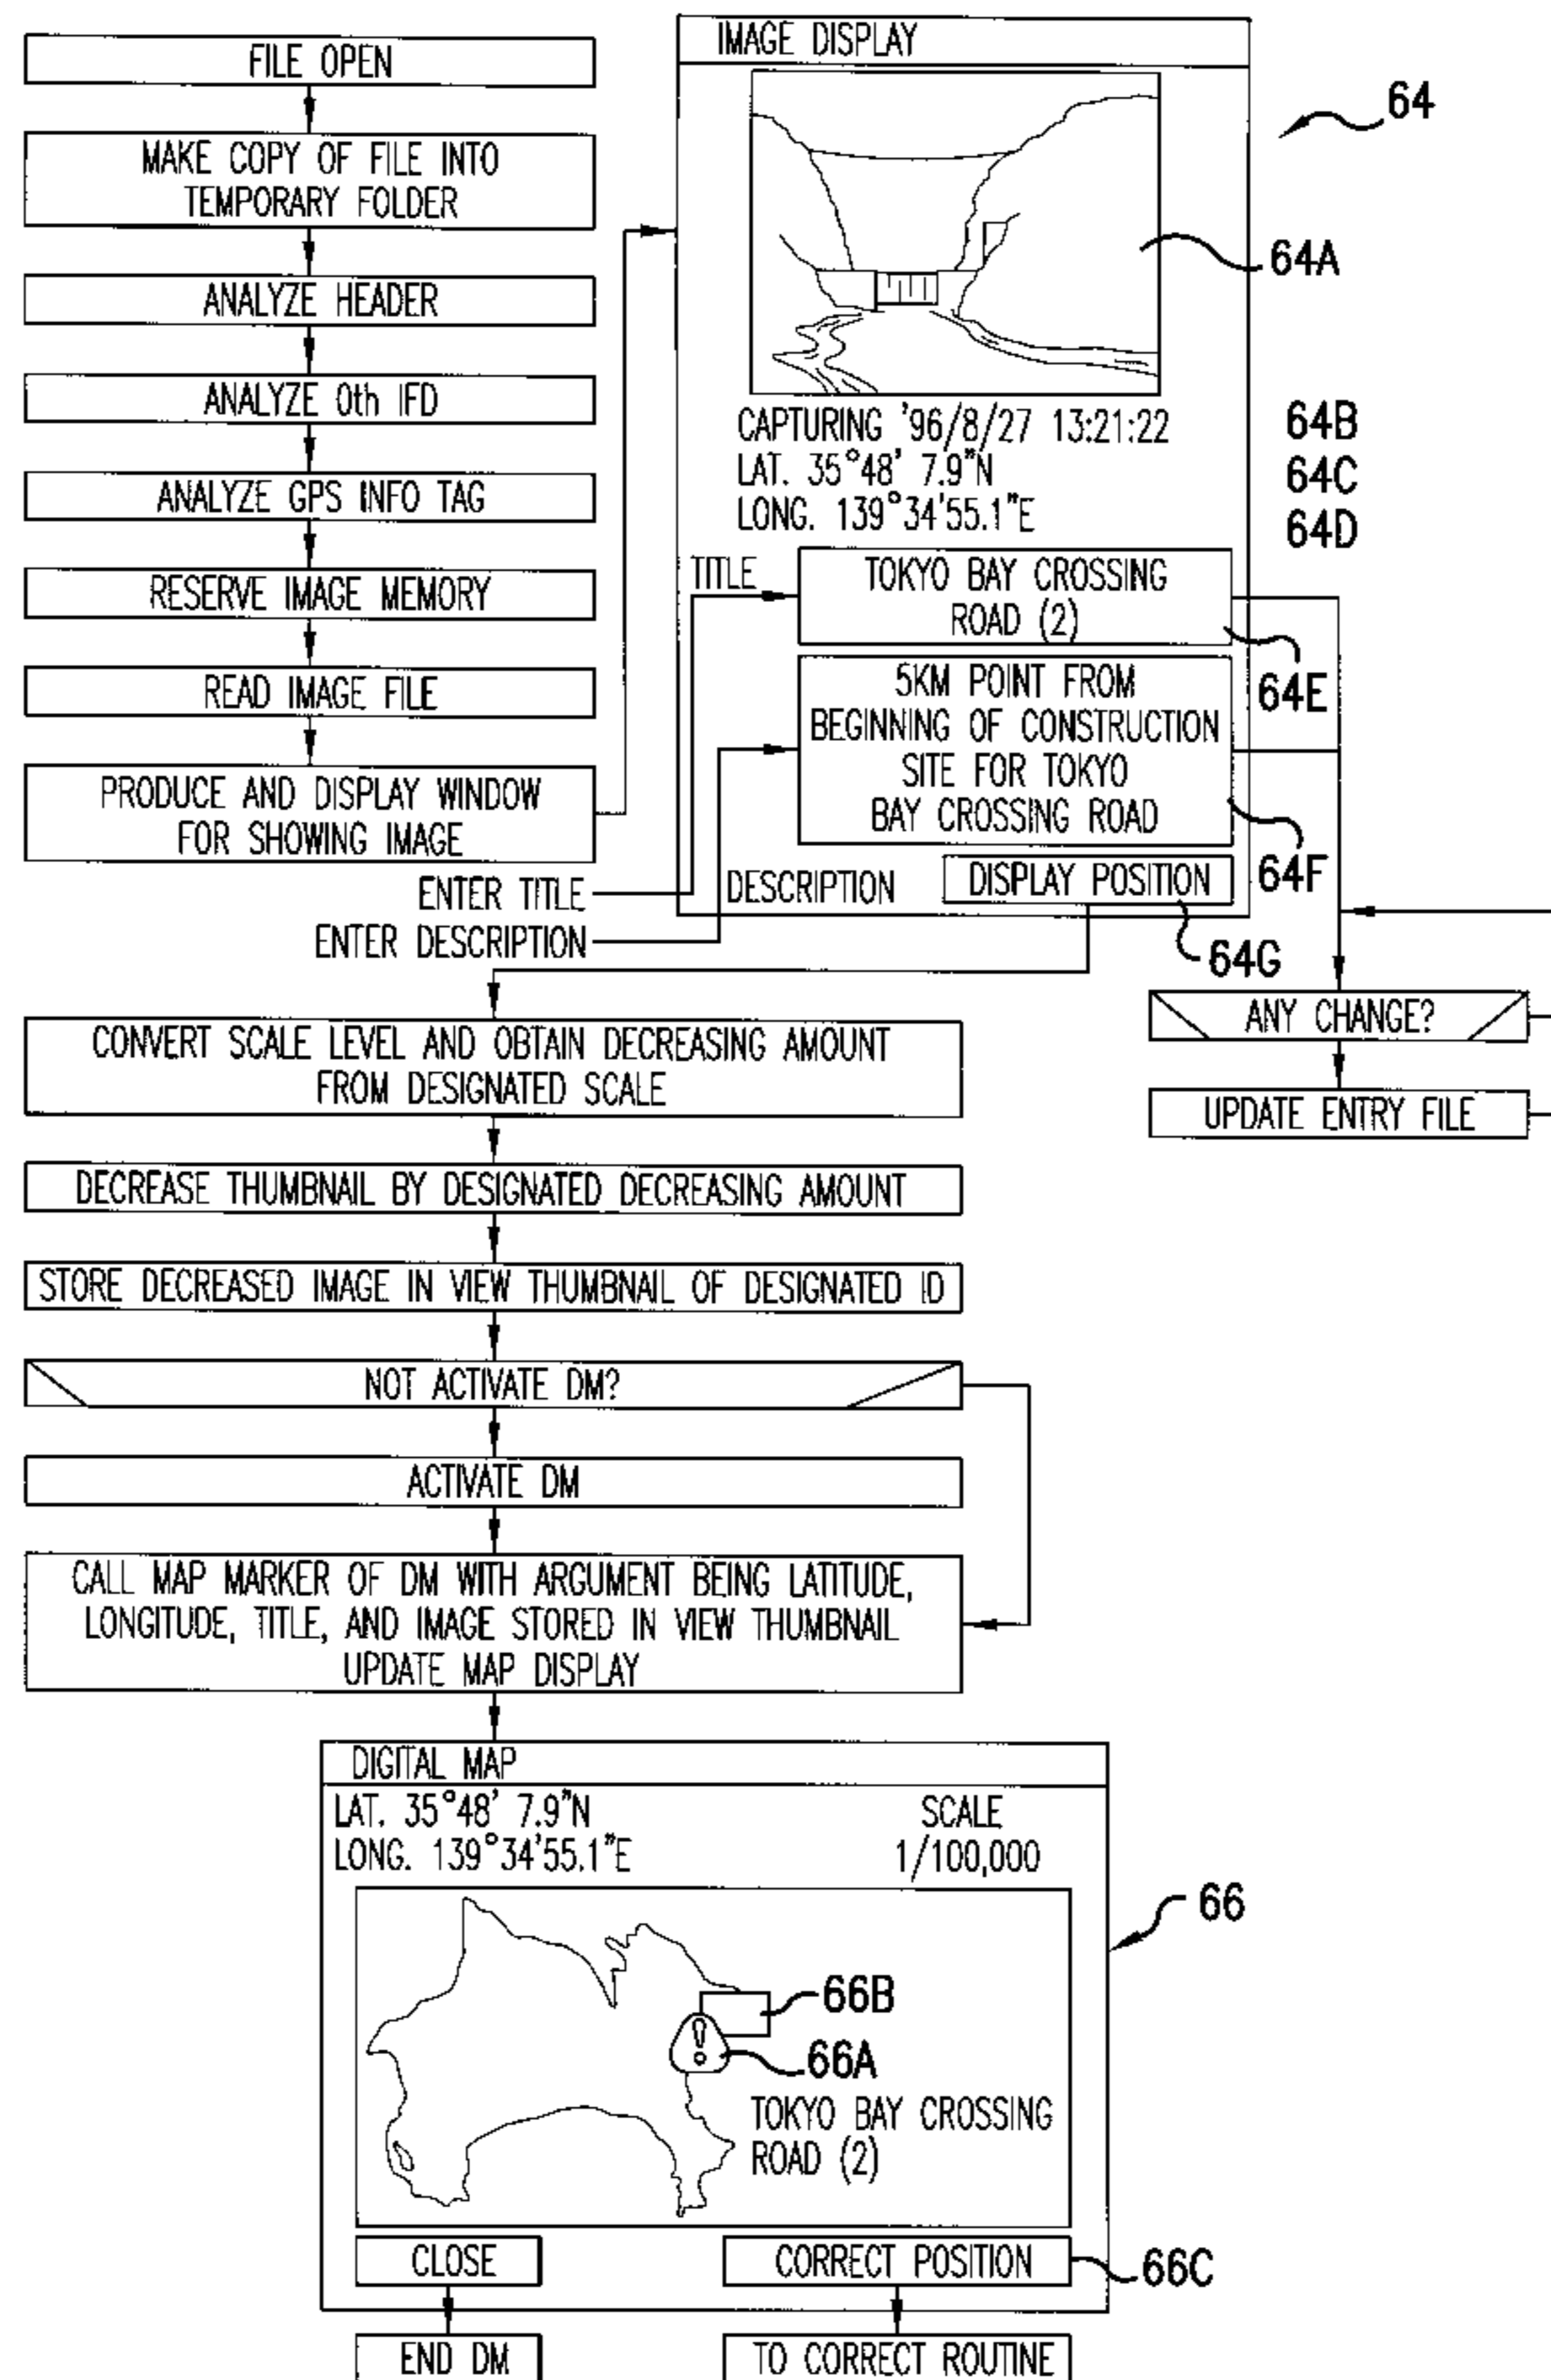 FILE OPEN
MAKE COPY OF FILE INTO
TEMPORARY FOLDER
ANALYZE HEADER
ANALYZE 0th IFD
ANALYZE GPS INFO TAG
RESERVE IMAGE MEMORY
READ IMAGE FILE
PRODUCE AND DISPLAY WINDOW
FOR SHOWING IMAGE
ENTER TITLE
ENTER DESCRIPTION
IMAGE DISPLAY
64
64A
CAPTURING '96/8/27 13:21:22
64B
LAT. 35°48' 7.9"N
64C
LONG. 139°34'55.1"E
64D
TITLE
TOKYO BAY CROSSING
ROAD (2)
64E
5KM POINT FROM
BEGINNING OF CONSTRUCTION
SITE FOR TOKYO
BAY CROSSING ROAD
64F
DESCRIPTION
DISPLAY POSITION
64G
ANY CHANGE?
UPDATE ENTRY FILE
CONVERT SCALE LEVEL AND OBTAIN DECREASING AMOUNT
FROM DESIGNATED SCALE
DECREASE THUMBNAIL BY DESIGNATED DECREASING AMOUNT
STORE DECREASED IMAGE IN VIEW THUMBNAIL OF DESIGNATED ID
NOT ACTIVATE DM?
ACTIVATE DM
CALL MAP MARKER OF DM WITH ARGUMENT BEING LATITUDE,
LONGITUDE, TITLE, AND IMAGE STORED IN VIEW THUMBNAIL
UPDATE MAP DISPLAY
DIGITAL MAP
LAT. 35°48' 7.9"N
LONG. 139°34'55.1"E
SCALE
1/100,000
66
66B
!
66A
TOKYO BAY CROSSING
ROAD (2)
CLOSE
CORRECT POSITION
66C
END DM
TO CORRECT ROUTINE